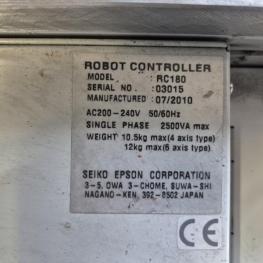 ROBOT CONTROLLER
MODEL : RC180
SERIAL NO. : 03015
MANUFACTURED : 07/2010
AC200-240V 50/60Hz
SINGLE PHASE 2500VA max
WEIGHT 10.5kg max(4 axis type)
12kg max(6 axis type)
SEIKO EPSON CORPORATION
3-5, OWA 3-CHOME, SUWA-SHI
NAGANO-KEN, 392-8502 JAPAN
CE